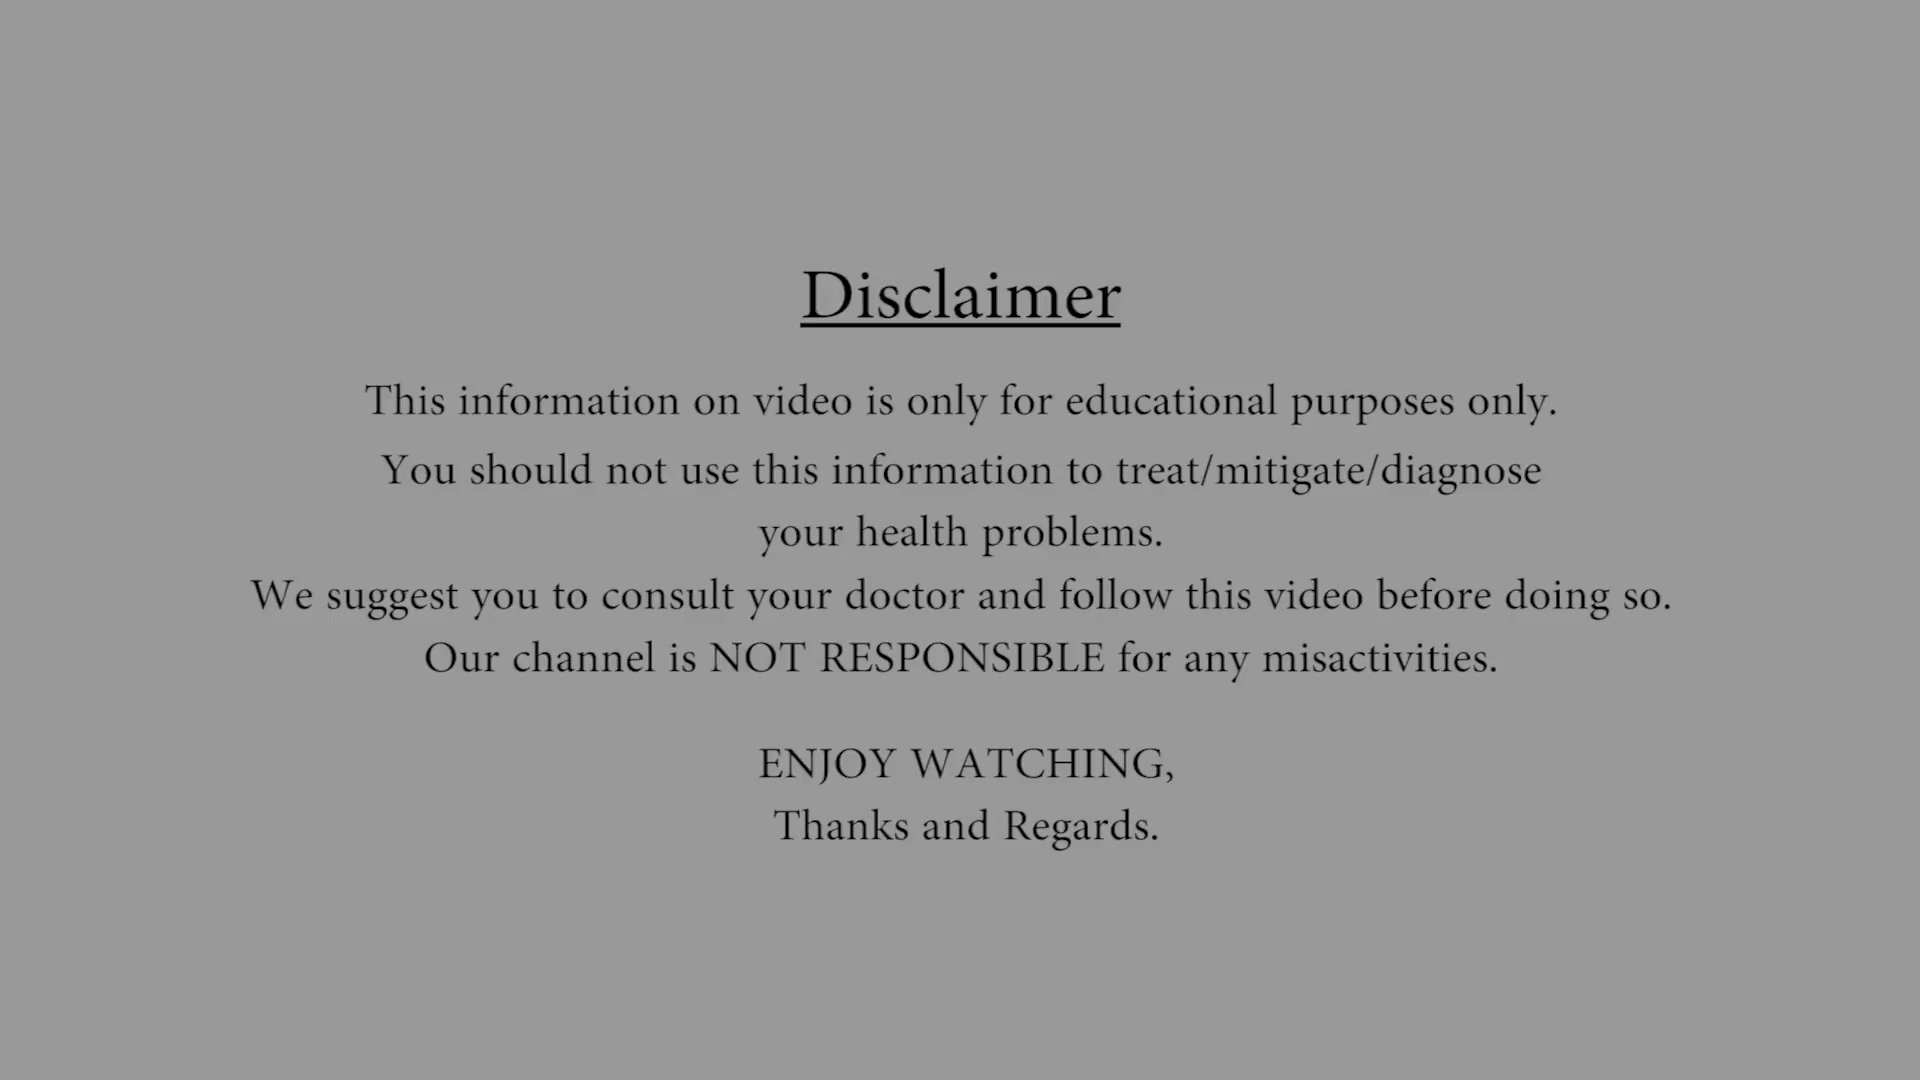 Disclaimer
This information on video is only for educational purposes only.
You should not use this information to treat/mitigate/diagnose
your health problems.
We suggest you to consult your doctor and follow this video before doing so.
Our channel is NOT RESPONSIBLE for any misactivities.
ENJOY WATCHING,
Thanks and Regards.